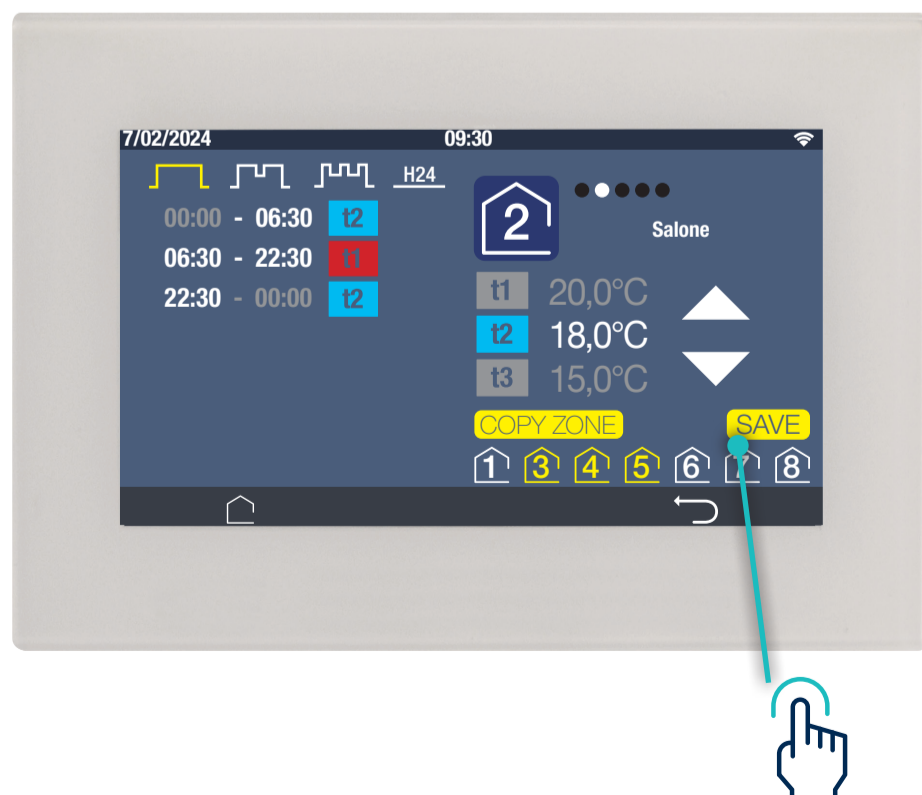 7/02/2024 09:30
H24
00:00 - 06:30 t2
06:30 - 22:30 t1
22:30 - 00:00 t2
2
Salone
t1 20,0°C
t2 18,0°C
t3 15,0°C
COPY ZONE SAVE
1 3 4 5 6 7 8